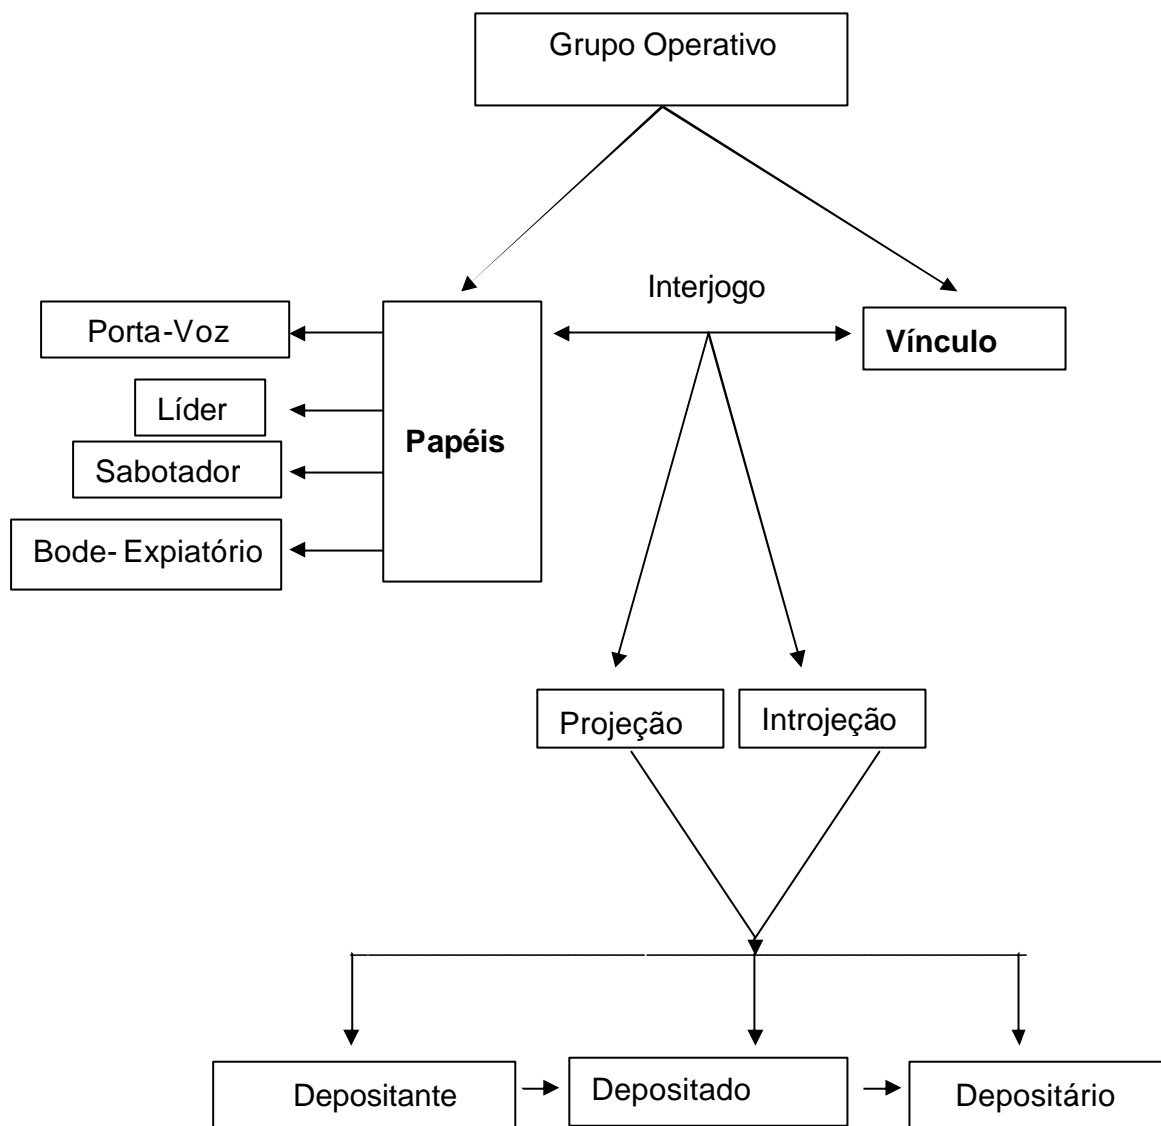 Grupo Operativo
Interjogo
Porta-Voz
Vínculo
Líder
Papéis
Sabotador
Bode- Expiatório
Projeção
Introjeção
Depositante
Depositado
Depositário